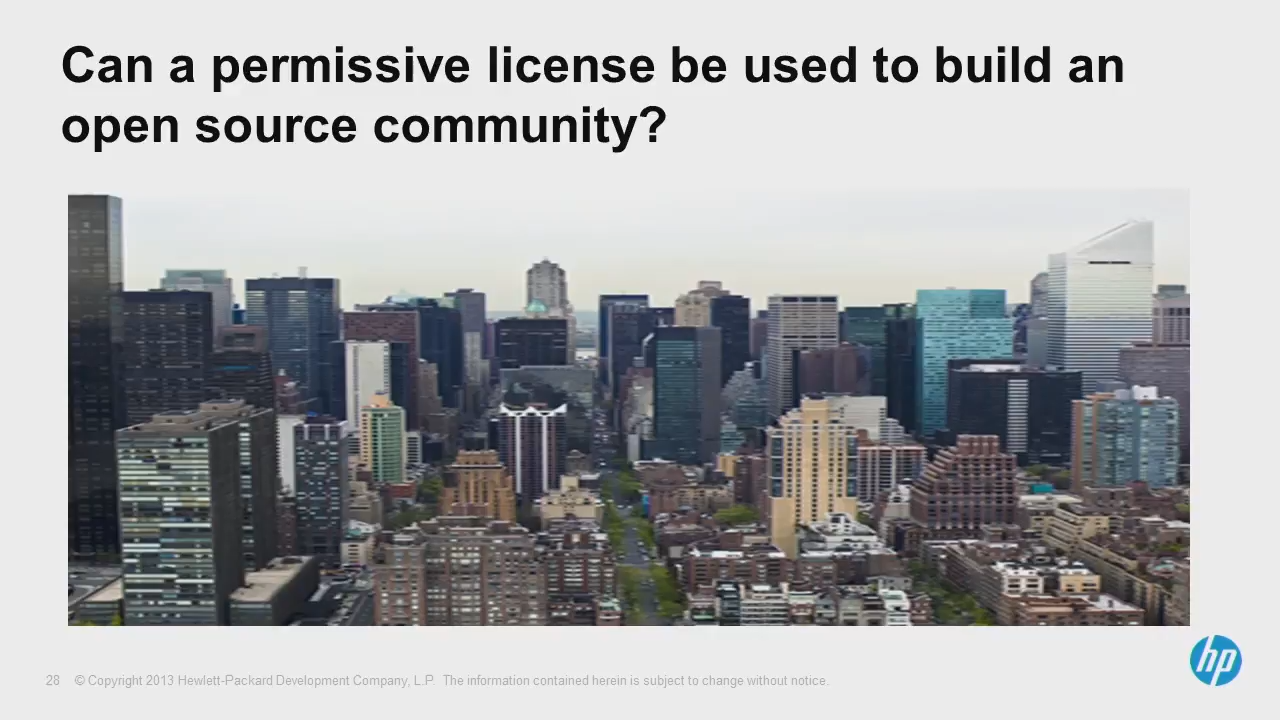 Can a permissive license be used to build an
open source community?
28 © Copyright 2013 Hewlett-Packard Development Company, L.P. The information contained herein is subject to change without notice.
hp